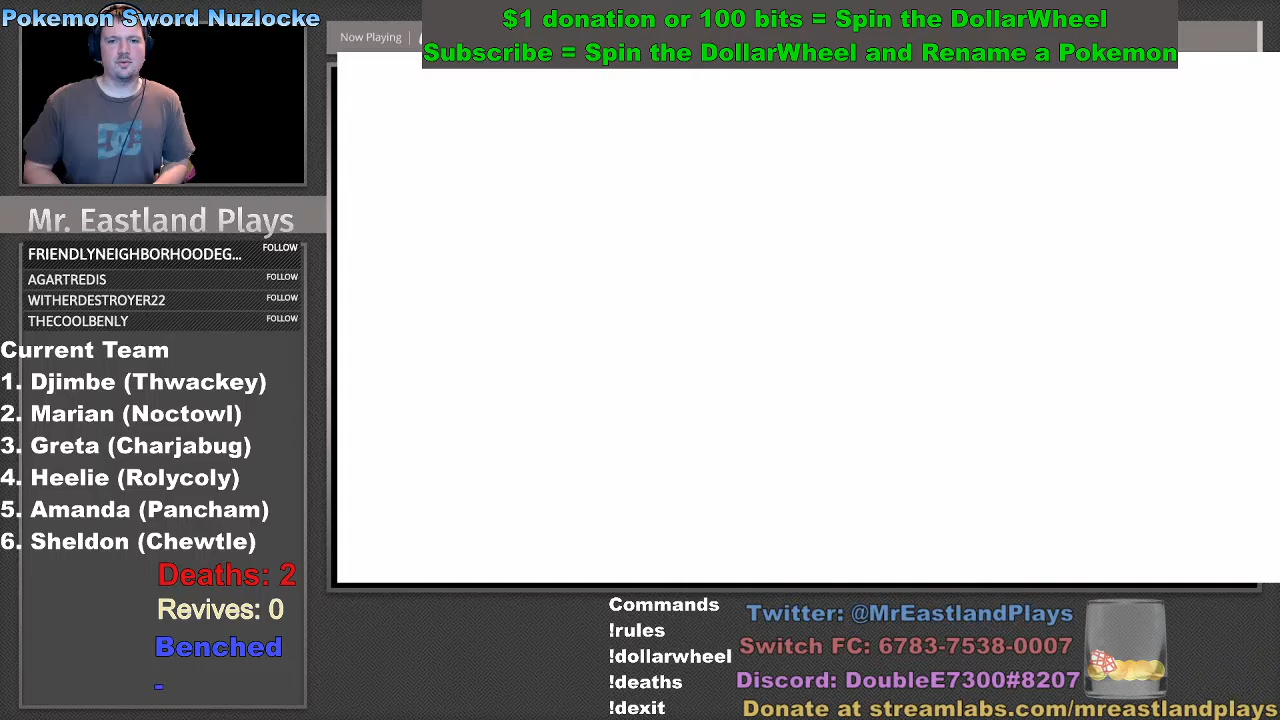 Pokemon Sword Nuzlocke
$1 donation or 100 bits = Spin the DollarWheel
Now Playing
Subscribe = Spin the DollarWheel and Rename a Pokemon
DC
Mr. Eastland Plays
FRIENDLYNEIGHBORHOODEG... FOLLOW
AGARTREDIS FOLLOW
WITHERDESTROYER22 FOLLOW
THECOOLBENLY FOLLOW
Current Team
1. Djimbe (Thwackey)
2. Marian (Noctowl)
3. Greta (Charjabug)
4. Heelie (Rolycoly)
5. Amanda (Pancham)
6. Sheldon (Chewtle)
Deaths: 2
Revives: 0
Benched
-
Commands
!rules
!dollarwheel
!deaths
!dexit
Twitter: @MrEastlandPlays
Switch FC: 6783-7538-0007
Discord: DoubleE7300#8207
Donate at streamlabs.com/mreastlandplays